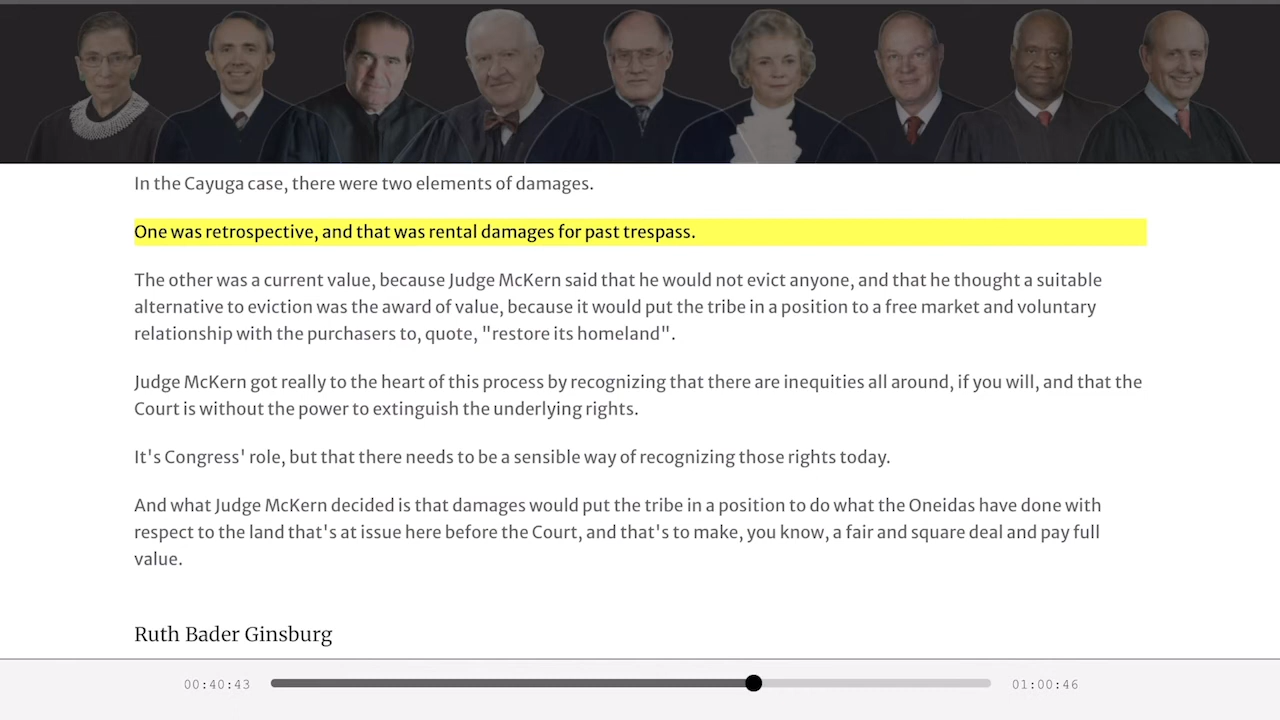 In the Cayuga case, there were two elements of damages.
One was retrospective, and that was rental damages for past trespass.
The other was a current value, because Judge McKern said that he would not evict anyone, and that he thought a suitable
alternative to eviction was the award of value, because it would put the tribe in a position to a free market and voluntary
relationship with the purchasers to, quote, "restore its homeland".
Judge McKern got really to the heart of this process by recognizing that there are inequities all around, if you will, and that the
Court is without the power to extinguish the underlying rights.
It's Congress' role, but that there needs to be a sensible way of recognizing those rights today.
And what Judge McKern decided is that damages would put the tribe in a position to do what the Oneidas have done with
respect to the land that's at issue here before the Court, and that's to make, you know, a fair and square deal and pay full
value.
Ruth Bader Ginsburg
00:40:43
01:00:46